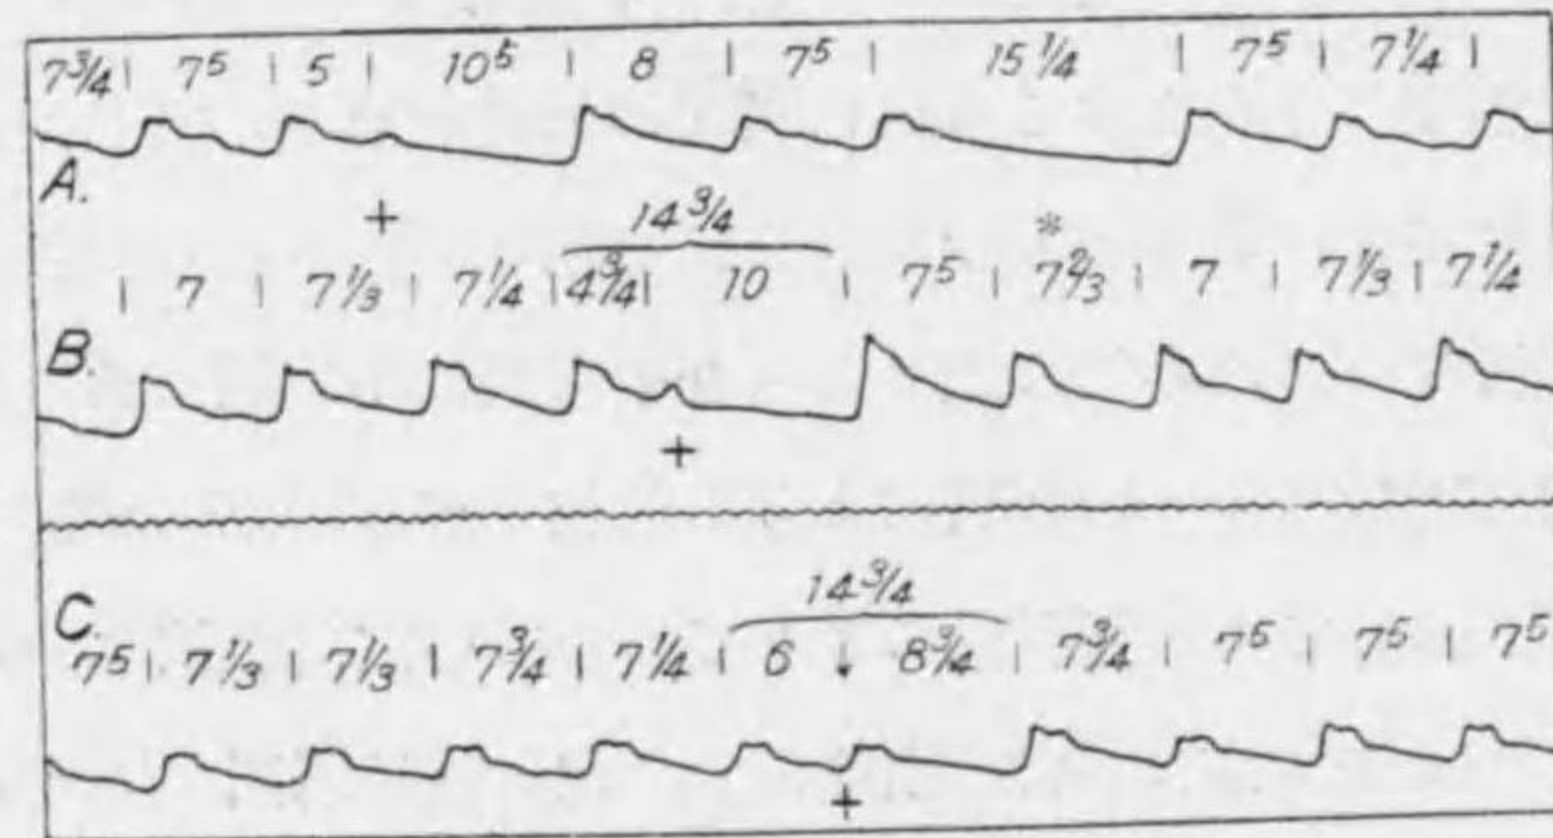 7¾ | 7⁵ | 5 | 10⁵ | 8 | 7⁵ | 15¼ | 7⁵ | 7¼ |
A.
+ 14¾ *
| 7 | 7⅓ | 7¼ | 4¾ | 10 | 7⁵ | 7⅔ | 7 | 7⅓ | 7¼
B.
+
14¾
C.
7⁵ | 7⅓ | 7⅓ | 7¾ | 7¼ | 6 ↓ 8¾ | 7¾ | 7⁵ | 7⁵ | 7⁵
+